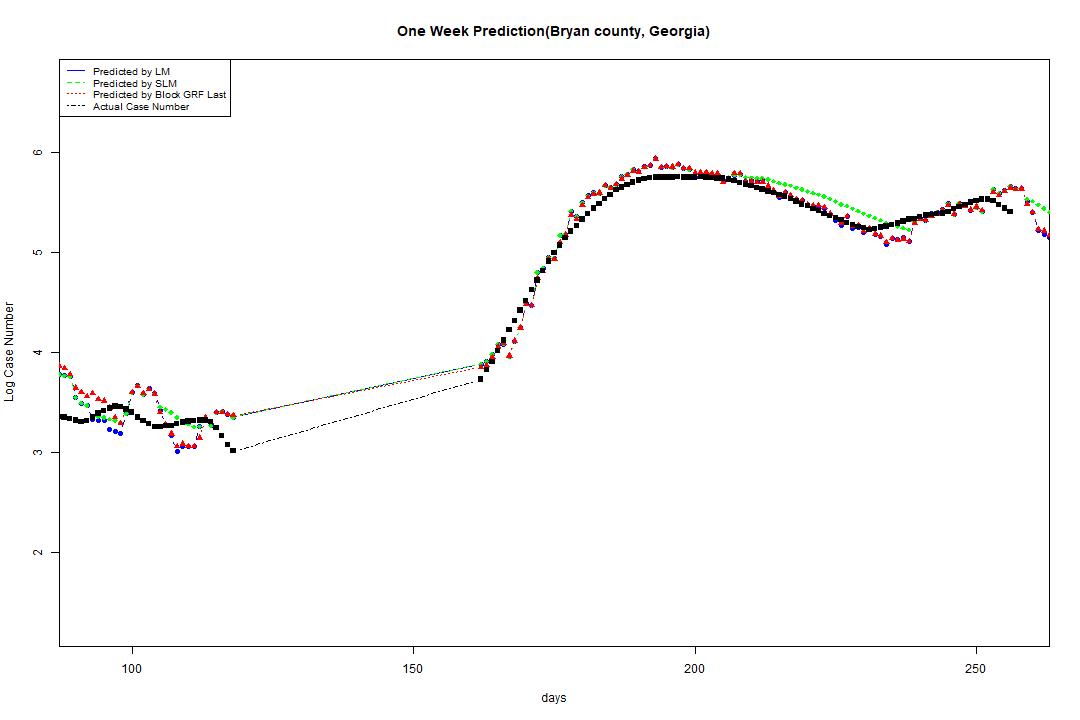 One Week Prediction(Bryan county, Georgia)
Predicted by LM
Predicted by SLM
Predicted by Block GRF Last
Actual Case Number
6
5
4
3
2
Log Case Number
100 150 200 250
days